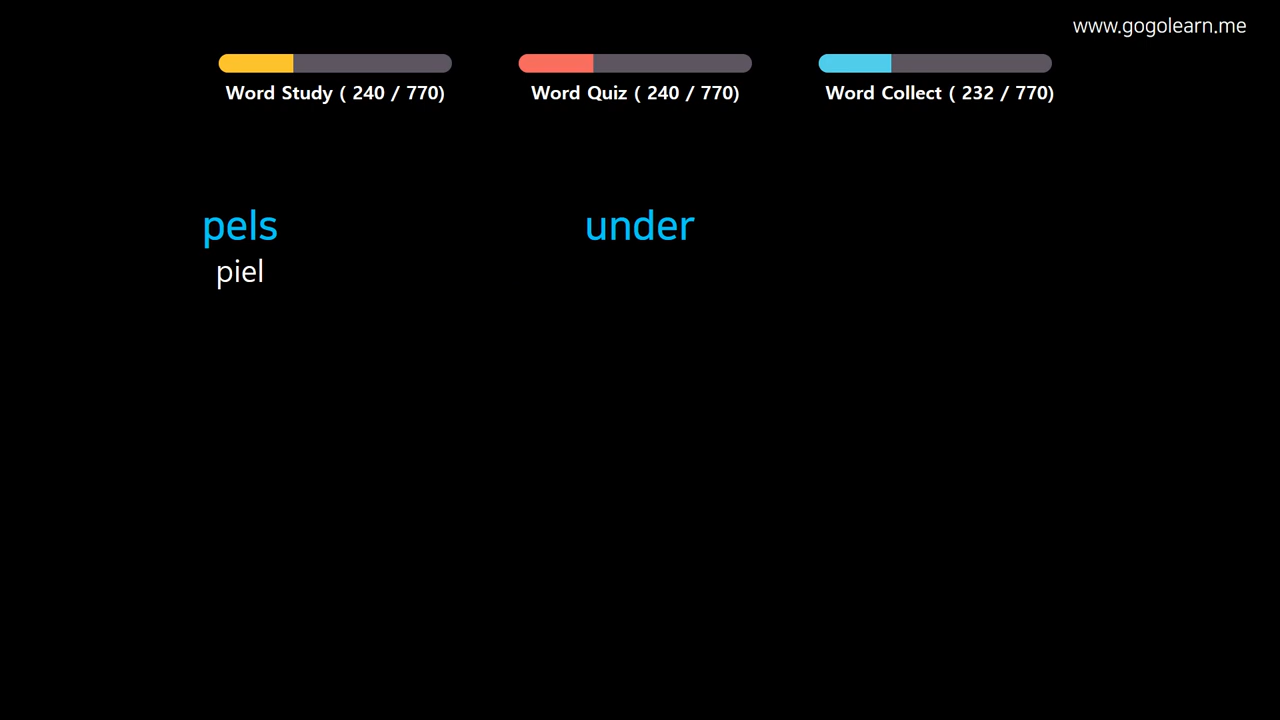 www.gogolearn.me
Word Study ( 240 / 770)
Word Quiz ( 240 / 770)
Word Collect ( 232 / 770)
pels
under
piel